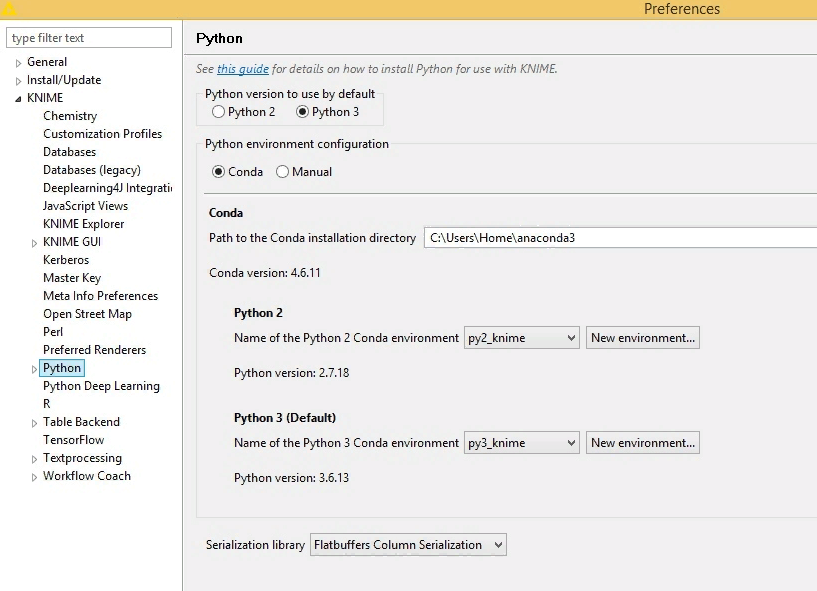 Preferences
type filter text
General
Install/Update
KNIME
Chemistry
Customization Profiles
Databases
Databases (legacy)
Deeplearning4J Integratio
JavaScript Views
KNIME Explorer
KNIME GUI
Kerberos
Master Key
Meta Info Preferences
Open Street Map
Perl
Preferred Renderers
Python
Python Deep Learning
R
Table Backend
TensorFlow
Textprocessing
Workflow Coach
Python
See this guide for details on how to install Python for use with KNIME.
Python version to use by default
Python 2 Python 3
Python environment configuration
Conda Manual
Conda
Path to the Conda installation directory C:\Users\Home\anaconda3
Conda version: 4.6.11
Python 2
Name of the Python 2 Conda environment py2_knime New environment...
Python version: 2.7.18
Python 3 (Default)
Name of the Python 3 Conda environment py3_knime New environment...
Python version: 3.6.13
Serialization library Flatbuffers Column Serialization